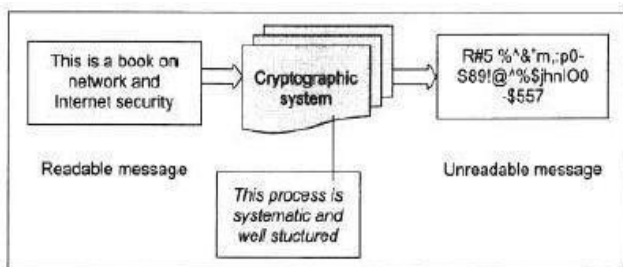 This is a book on
network and
Internet security
Cryptographic
system
R#5 %^&*m,:p0-
S89!@^%$jhnIO0
-$557
Readable message
Unreadable message
This process is
systematic and
well stuctured